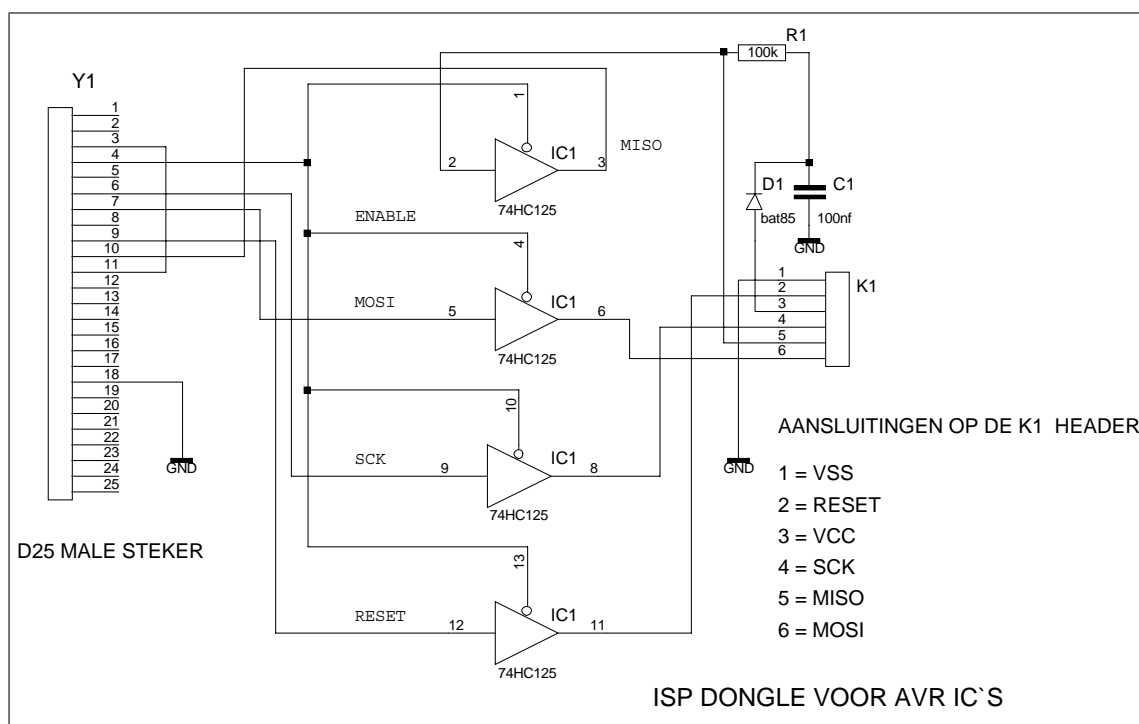 R1
100k
Y1
1
2
3
4
5
6
7
8
9
10
11
12
13
14
15
16
17
18
19
20
21
22
23
24
25
GND
D25 MALE STEKER
1
2
IC1
3
MISO
74HC125
ENABLE
4
MOSI
5
IC1
6
74HC125
10
SCK
9
IC1
8
74HC125
13
RESET
12
IC1
11
74HC125
D1
bat85
C1
100nf
GND
1
2
3
4
5
6
K1
GND
AANSLUITINGEN OP DE K1 HEADER
1 = VSS
2 = RESET
3 = VCC
4 = SCK
5 = MISO
6 = MOSI
ISP DONGLE VOOR AVR IC`S